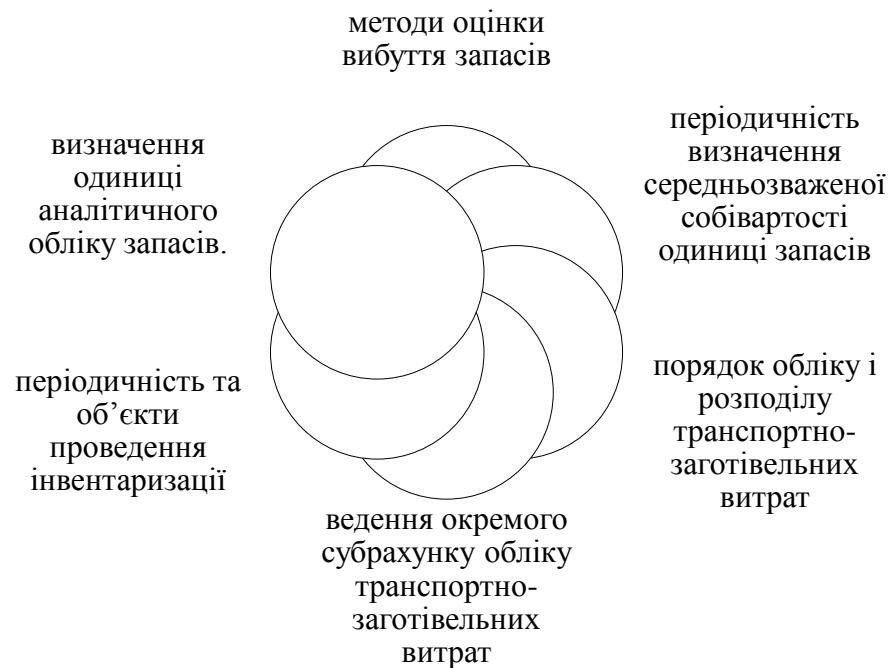 методи оцінки
вибуття запасів
періодичність
визначення
середньозваженої
собівартості
одиниці запасів
порядок обліку і
розподілу
транспортно-
заготівельних
витрат
ведення окремого
субрахунку обліку
транспортно-
заготівельних
витрат
періодичність та
об’єкти
проведення
інвентаризації
визначення
одиниці
аналітичного
обліку запасів.